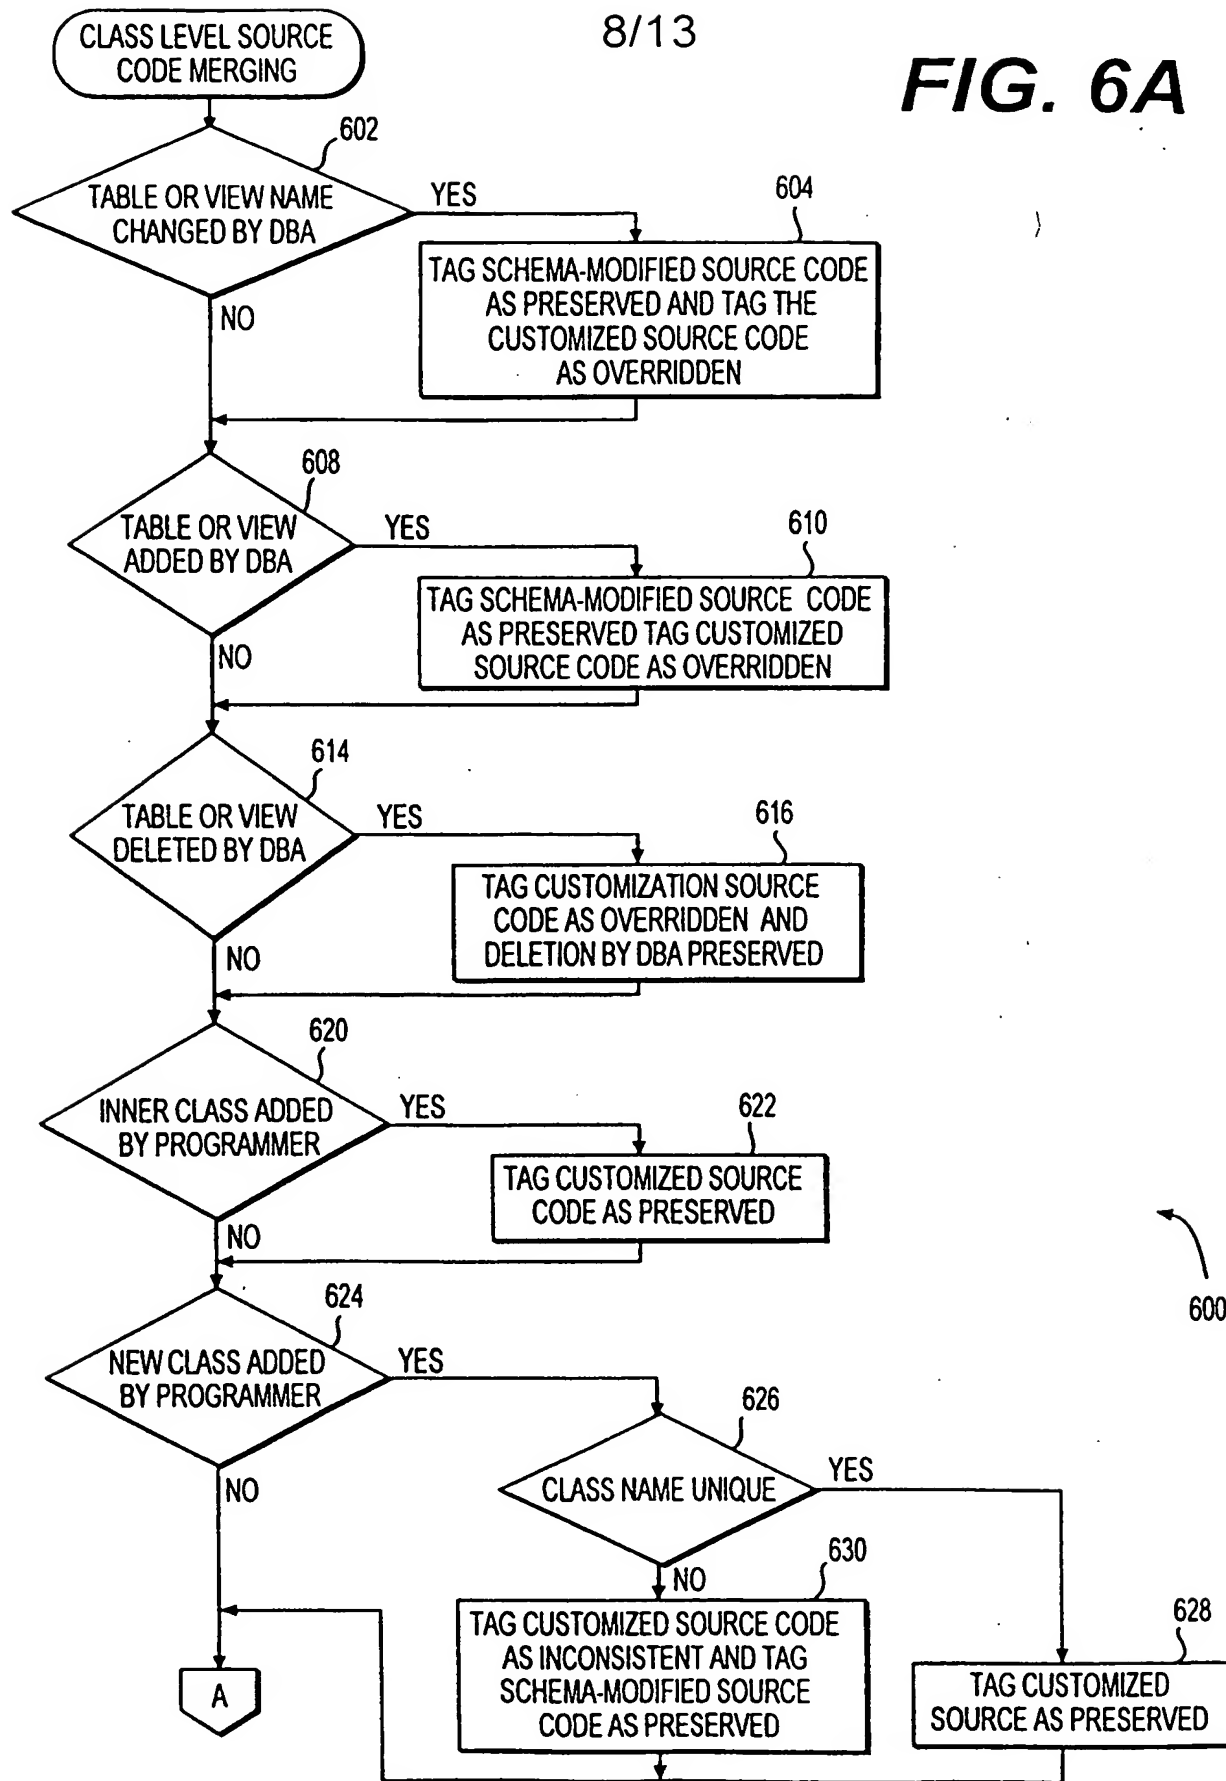 8/13
FIG. 6A
CLASS LEVEL SOURCE
CODE MERGING
602
TABLE OR VIEW NAME
CHANGED BY DBA
YES
NO
604
TAG SCHEMA-MODIFIED SOURCE CODE
AS PRESERVED AND TAG THE
CUSTOMIZED SOURCE CODE
AS OVERRIDDEN
608
TABLE OR VIEW
ADDED BY DBA
YES
NO
610
TAG SCHEMA-MODIFIED SOURCE CODE
AS PRESERVED TAG CUSTOMIZED
SOURCE CODE AS OVERRIDDEN
614
TABLE OR VIEW
DELETED BY DBA
YES
NO
616
TAG CUSTOMIZATION SOURCE
CODE AS OVERRIDDEN AND
DELETION BY DBA PRESERVED
620
INNER CLASS ADDED
BY PROGRAMMER
YES
NO
622
TAG CUSTOMIZED SOURCE
CODE AS PRESERVED
600
624
NEW CLASS ADDED
BY PROGRAMMER
YES
NO
626
CLASS NAME UNIQUE
YES
NO
630
TAG CUSTOMIZED SOURCE CODE
AS INCONSISTENT AND TAG
SCHEMA-MODIFIED SOURCE
CODE AS PRESERVED
628
TAG CUSTOMIZED
SOURCE AS PRESERVED
A